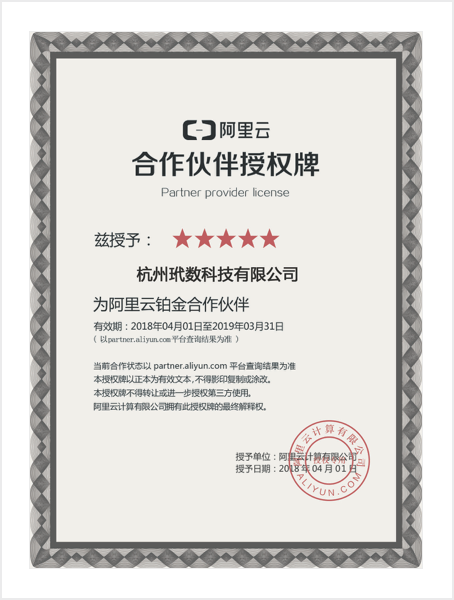 阿里云
合作伙伴授权牌
Partner provider license
兹授予：
杭州玳数科技有限公司
为阿里云铂金合作伙伴
有效期：2018年04月01日至2019年03月31日
（ 以partner.aliyun.com平台查询结果为准 ）
当前合作状态以 partner.aliyun.com 平台查询结果为准
本授权牌以正本为有效文本，不得影印复制或涂改。
本授权牌不得转让或进一步授权第三方使用。
阿里云计算有限公司拥有此授权牌的最终解释权。
授予单位：阿里云计算有限公司
授予日期：2018 年 04 月 01 日
阿里云计算有限公司
ALIYUN.COM